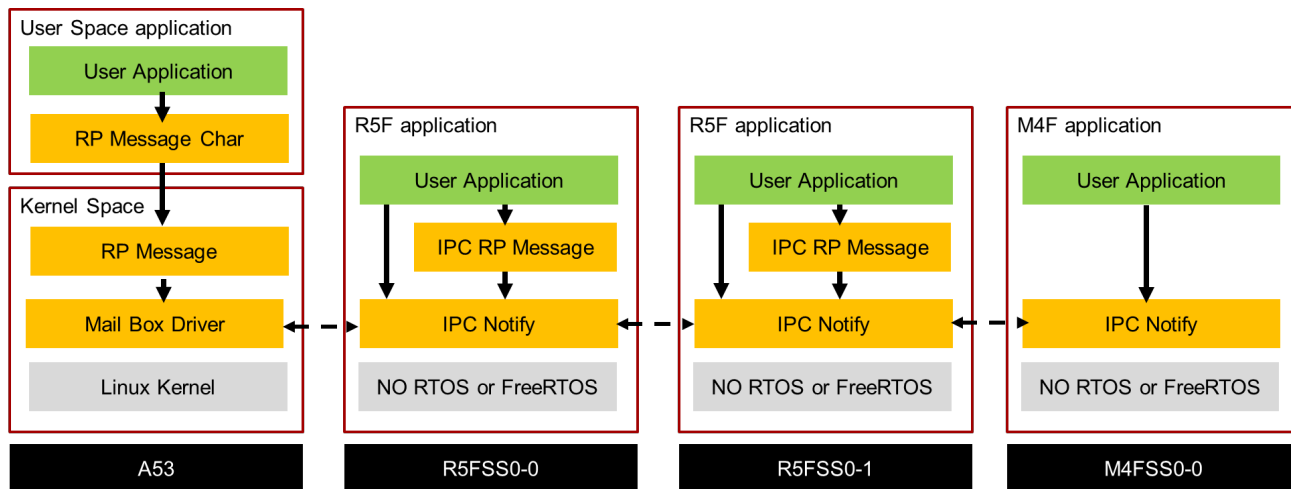 User Space application
User Application
RP Message Char
Kernel Space
RP Message
Mail Box Driver
Linux Kernel
A53
R5F application
User Application
IPC RP Message
IPC Notify
NO RTOS or FreeRTOS
R5FSS0-0
R5F application
User Application
IPC RP Message
IPC Notify
NO RTOS or FreeRTOS
R5FSS0-1
M4F application
User Application
IPC Notify
NO RTOS or FreeRTOS
M4FSS0-0